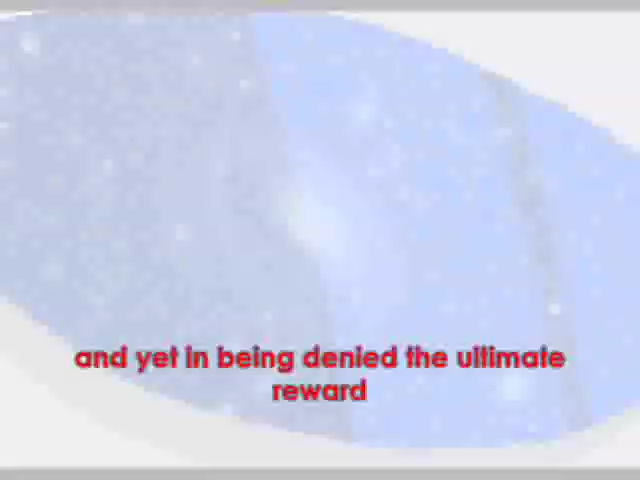 and yet in being denied the ultimate
reward